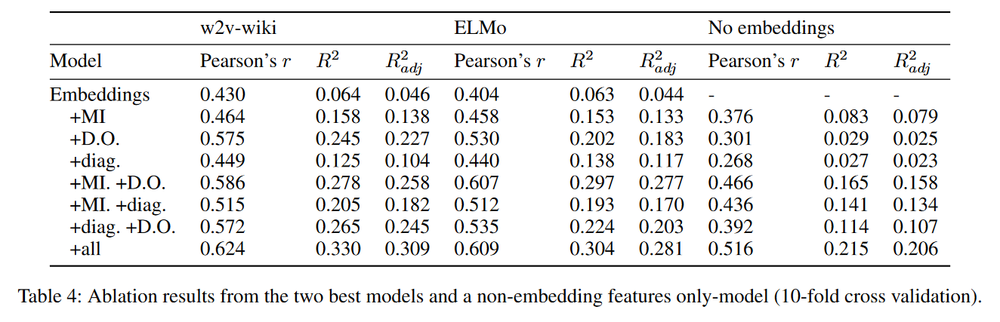 w2v-wiki ELMo No embeddings
Model Pearson's r R² R²adj Pearson's r R² R²adj Pearson's r R² R²adj
Embeddings 0.430 0.064 0.046 0.404 0.063 0.044 - - -
+MI 0.464 0.158 0.138 0.458 0.153 0.133 0.376 0.083 0.079
+D.O. 0.575 0.245 0.227 0.530 0.202 0.183 0.301 0.029 0.025
+diag. 0.449 0.125 0.104 0.440 0.138 0.117 0.268 0.027 0.023
+MI. +D.O. 0.586 0.278 0.258 0.607 0.297 0.277 0.466 0.165 0.158
+MI. +diag. 0.515 0.205 0.182 0.512 0.193 0.170 0.436 0.141 0.134
+diag. +D.O. 0.572 0.265 0.245 0.535 0.224 0.203 0.392 0.114 0.107
+all 0.624 0.330 0.309 0.609 0.304 0.281 0.516 0.215 0.206
Table 4: Ablation results from the two best models and a non-embedding features only-model (10-fold cross validation).